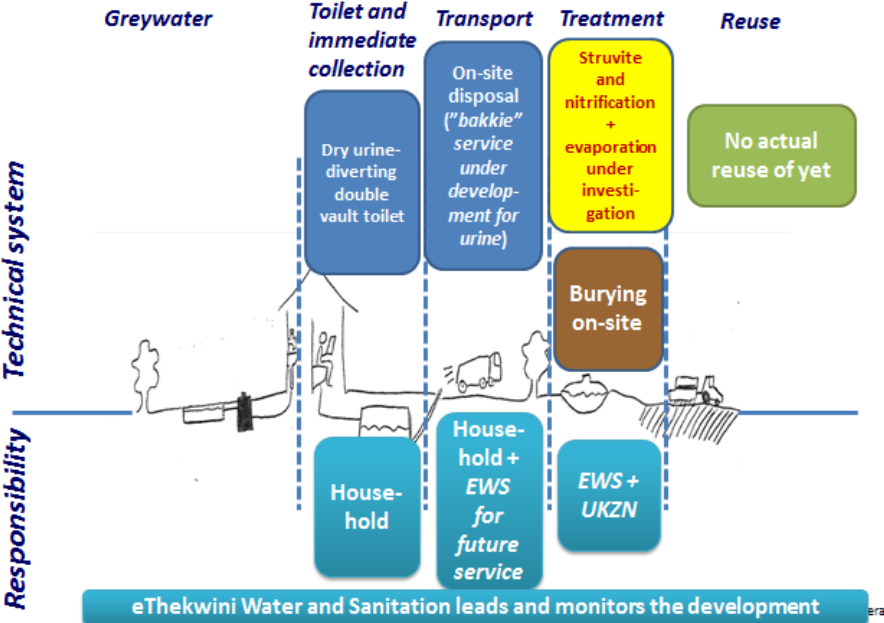 Greywater
Toilet and
immediate
collection
Transport
Treatment
Reuse
Technical system
Dry urine-
diverting
double
vault toilet
On-site
disposal
("bakkie"
service
under
develop-
ment for
urine)
Struvite
and
nitrification
+
evaporation
under
investi-
gation
Burying
on-site
No actual
reuse of yet
Responsibility
House-
hold
House-
hold +
EWS
for
future
service
EWS +
UKZN
eThekwini Water and Sanitation leads and monitors the development